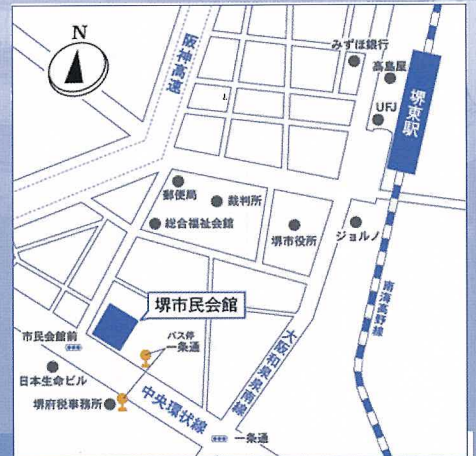 N
阪神高速
みずほ銀行
高島屋
UFJ
堺東駅
郵便局
裁判所
総合福祉会館
堺市役所
ジョルノ
南海高野線
堺市民会館
市民会館前
バス停
一条通
大阪和泉泉南線
日本生命ビル
堺府税事務所
中央環状線
一条通